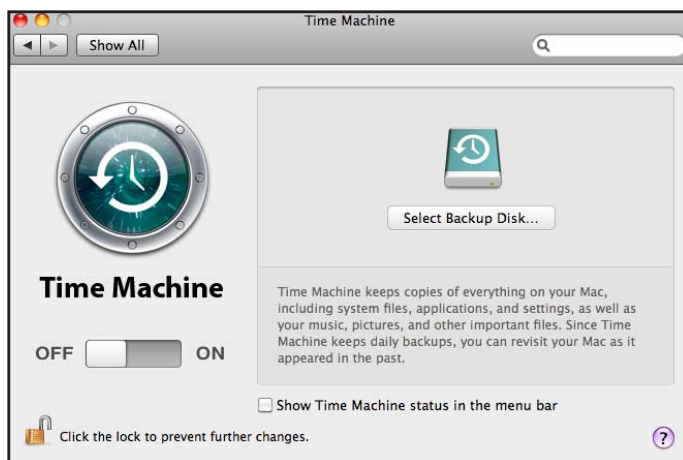 Time Machine
Show All
Select Backup Disk...
Time Machine
OFF ON
Time Machine keeps copies of everything on your Mac,
including system files, applications, and settings, as well as
your music, pictures, and other important files. Since Time
Machine keeps daily backups, you can revisit your Mac as it
appeared in the past.
Show Time Machine status in the menu bar
Click the lock to prevent further changes.
?